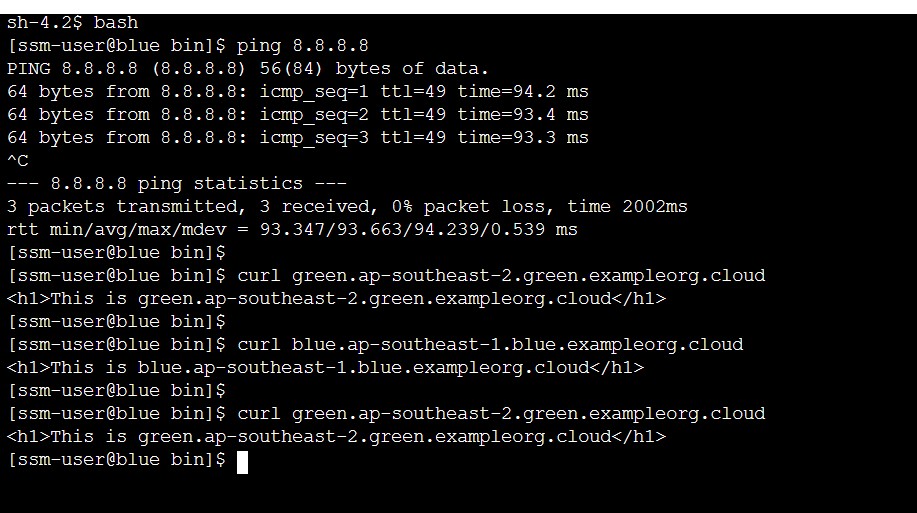 sh-4.2$ bash
[ssm-user@blue bin]$ ping 8.8.8.8
PING 8.8.8.8 (8.8.8.8) 56(84) bytes of data.
64 bytes from 8.8.8.8: icmp_seq=1 ttl=49 time=94.2 ms
64 bytes from 8.8.8.8: icmp_seq=2 ttl=49 time=93.4 ms
64 bytes from 8.8.8.8: icmp_seq=3 ttl=49 time=93.3 ms
^C
--- 8.8.8.8 ping statistics ---
3 packets transmitted, 3 received, 0% packet loss, time 2002ms
rtt min/avg/max/mdev = 93.347/93.663/94.239/0.539 ms
[ssm-user@blue bin]$
[ssm-user@blue bin]$ curl green.ap-southeast-2.green.exampleorg.cloud
<h1>This is green.ap-southeast-2.green.exampleorg.cloud</h1>
[ssm-user@blue bin]$
[ssm-user@blue bin]$ curl blue.ap-southeast-1.blue.exampleorg.cloud
<h1>This is blue.ap-southeast-1.blue.exampleorg.cloud</h1>
[ssm-user@blue bin]$
[ssm-user@blue bin]$ curl green.ap-southeast-2.green.exampleorg.cloud
<h1>This is green.ap-southeast-2.green.exampleorg.cloud</h1>
[ssm-user@blue bin]$